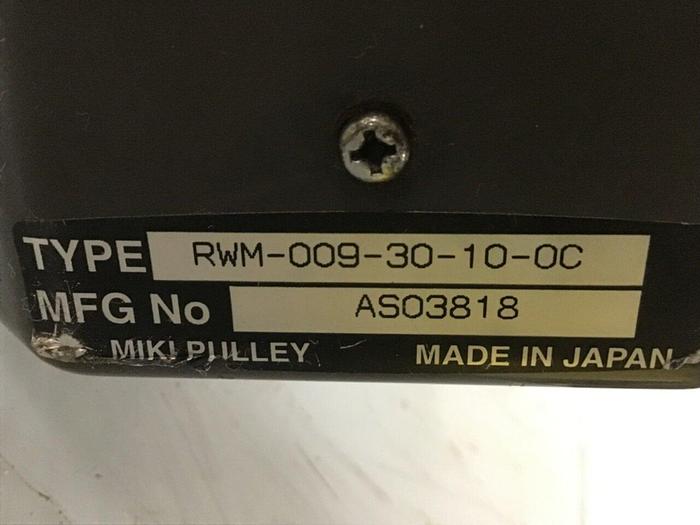 TYPE RWM-009-30-10-0C
MFG No AS03818
MIKI PULLEY MADE IN JAPAN